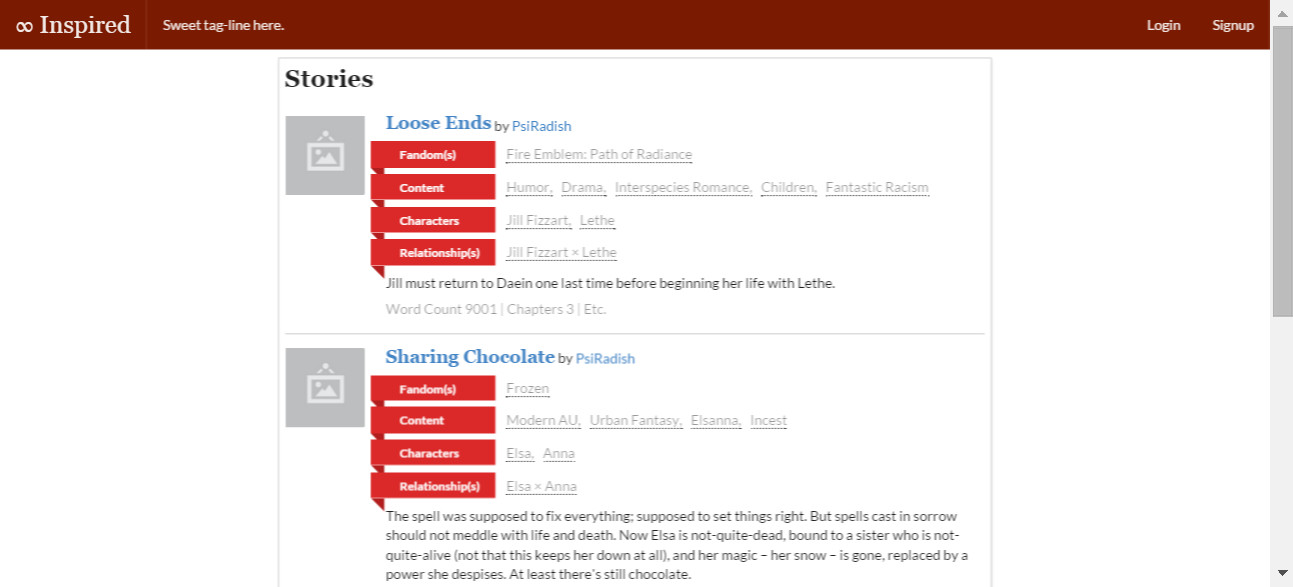 ∞ Inspired Sweet tag-line here. Login Signup
Stories
Loose Ends by PsiRadish
Fandom(s) Fire Emblem: Path of Radiance
Content Humor, Drama, Interspecies Romance, Children, Fantastic Racism
Characters Jill Fizzart, Lethe
Relationship(s) Jill Fizzart × Lethe
Jill must return to Daein one last time before beginning her life with Lethe.
Word Count 9001 | Chapters 3 | Etc.
Sharing Chocolate by PsiRadish
Fandom(s) Frozen
Content Modern AU, Urban Fantasy, Elsanna, Incest
Characters Elsa, Anna
Relationship(s) Elsa × Anna
The spell was supposed to fix everything; supposed to set things right. But spells cast in sorrow
should not meddle with life and death. Now Elsa is not-quite-dead, bound to a sister who is not-
quite-alive (not that this keeps her down at all), and her magic – her snow – is gone, replaced by a
power she despises. At least there's still chocolate.